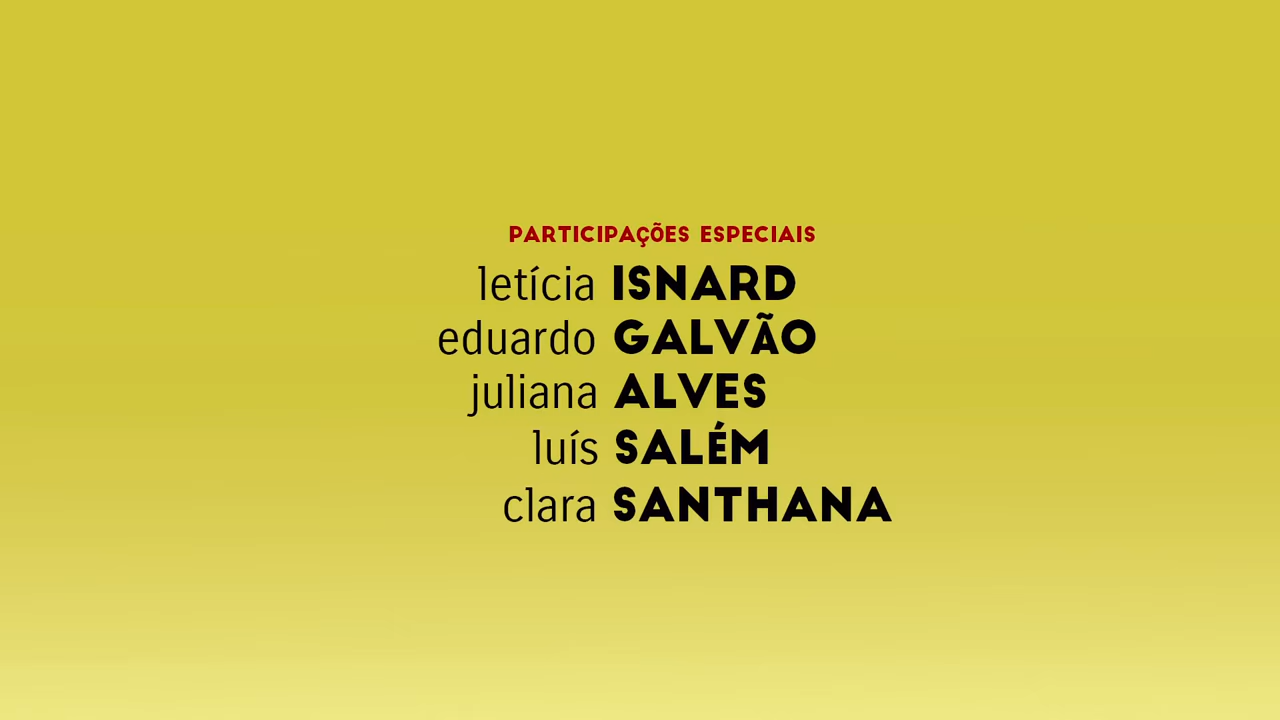 PARTICIPAÇÕES ESPECIAIS
letícia ISNARD
eduardo GALVÃO
juliana ALVES
luís SALÉM
clara SANTHANA